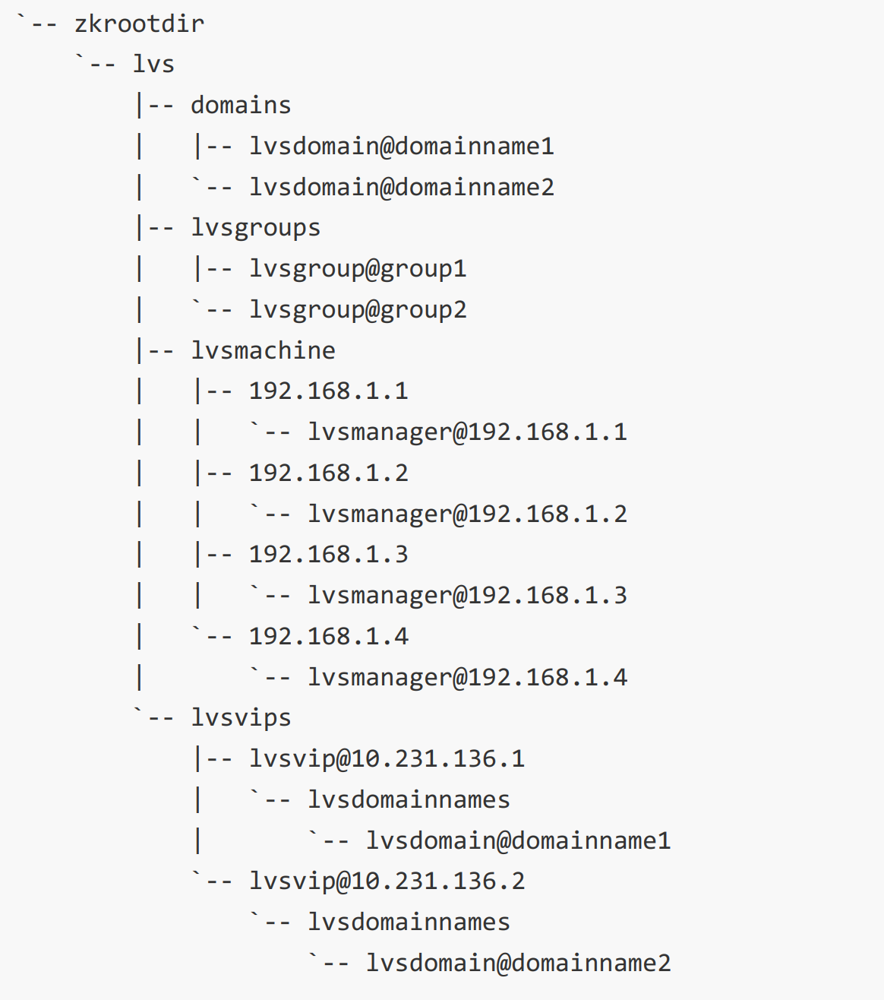 `-- zkrootdir
    `-- lvs
        |-- domains
        |   |-- lvsdomain@domainname1
        |   `-- lvsdomain@domainname2
        |-- lvsgroups
        |   |-- lvsgroup@group1
        |   `-- lvsgroup@group2
        |-- lvsmachine
        |   |-- 192.168.1.1
        |   |   `-- lvsmanager@192.168.1.1
        |   |-- 192.168.1.2
        |   |   `-- lvsmanager@192.168.1.2
        |   |-- 192.168.1.3
        |   |   `-- lvsmanager@192.168.1.3
        |   `-- 192.168.1.4
        |       `-- lvsmanager@192.168.1.4
        `-- lvsvips
            |-- lvsvip@10.231.136.1
            |   `-- lvsdomainnames
            |       `-- lvsdomain@domainname1
            `-- lvsvip@10.231.136.2
                `-- lvsdomainnames
                    `-- lvsdomain@domainname2